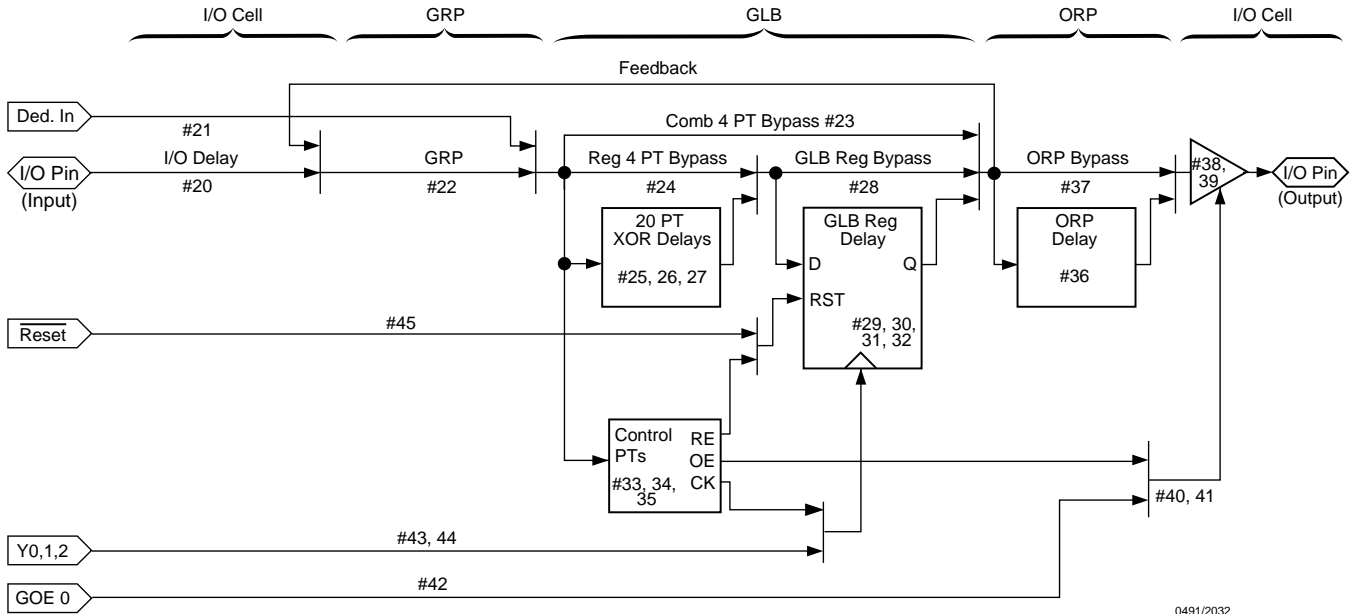 I/O Cell
GRP
GLB
ORP
I/O Cell
Feedback
Ded. In
#21
Comb 4 PT Bypass #23
I/O Pin
(Input)
I/O Delay
#20
GRP
#22
Reg 4 PT Bypass
#24
GLB Reg Bypass
#28
ORP Bypass
#37
#38,
39
I/O Pin
(Output)
20 PT
XOR Delays
#25, 26, 27
GLB Reg
Delay
D
Q
RST
#29, 30,
31, 32
ORP
Delay
#36
Reset
#45
Control
PTs
#33, 34,
35
RE
OE
CK
#40, 41
Y0,1,2
#43, 44
GOE 0
#42
0491/2032